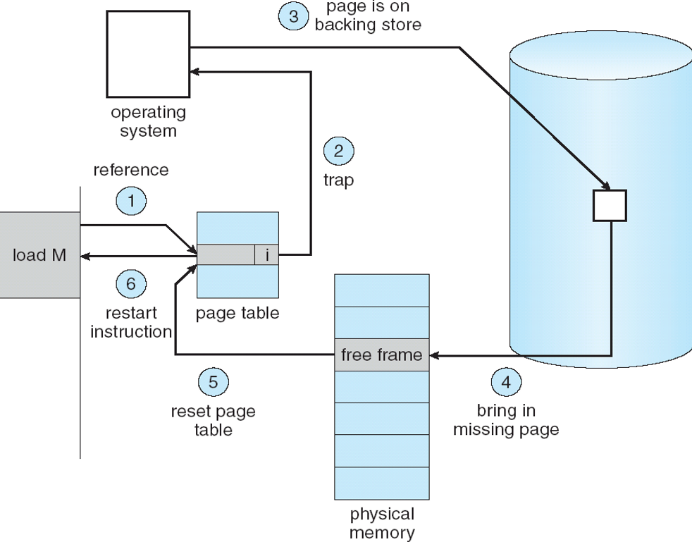 3
page is on
backing store
operating
system
2
trap
reference
1
load M
i
6
restart
instruction
page table
free frame
5
reset page
table
4
bring in
missing page
physical
memory